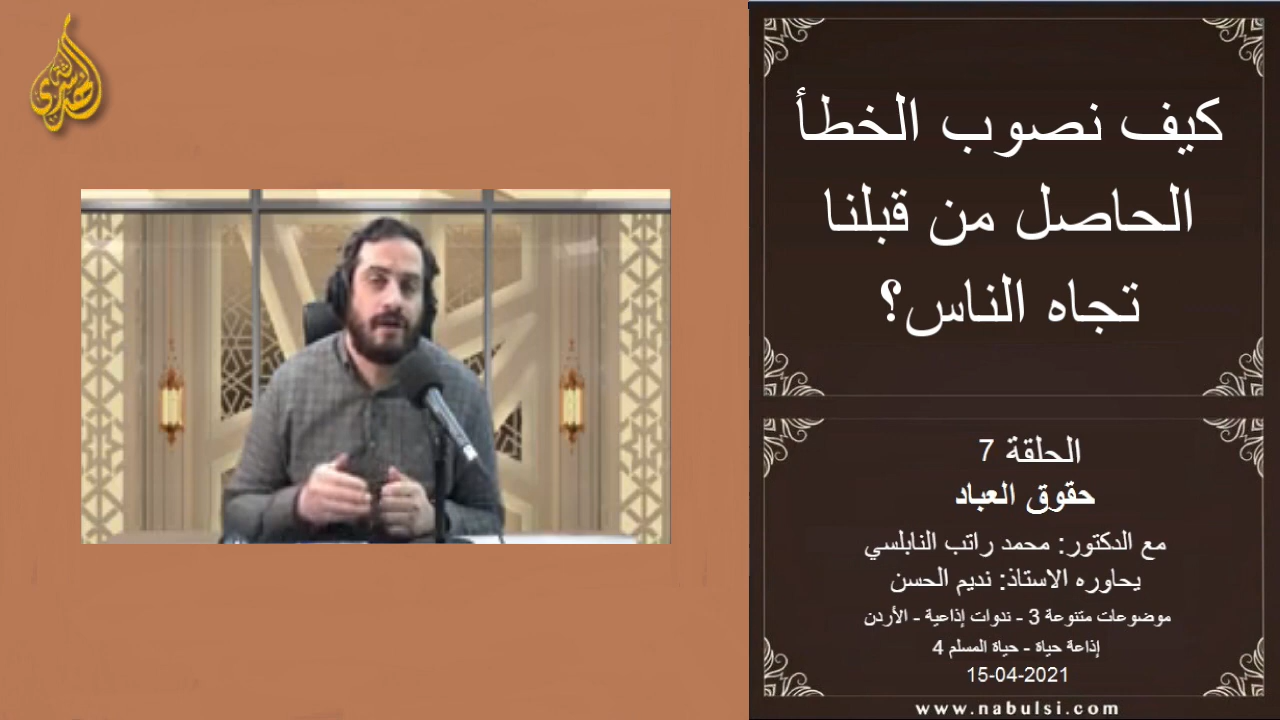 كيف نصوب الخطأ
الحاصل من قبلنا
تجاه الناس؟
الحلقة 7
حقوق العباد
مع الدكتور: محمد راتب النابلسي
يحاوره الاستاذ: نديم الحسن
موضوعات متنوعة 3 - ندوات إذاعية - الأردن
إذاعة حياة - حياة المسلم 4
15-04-2021
www.nabulsi.com